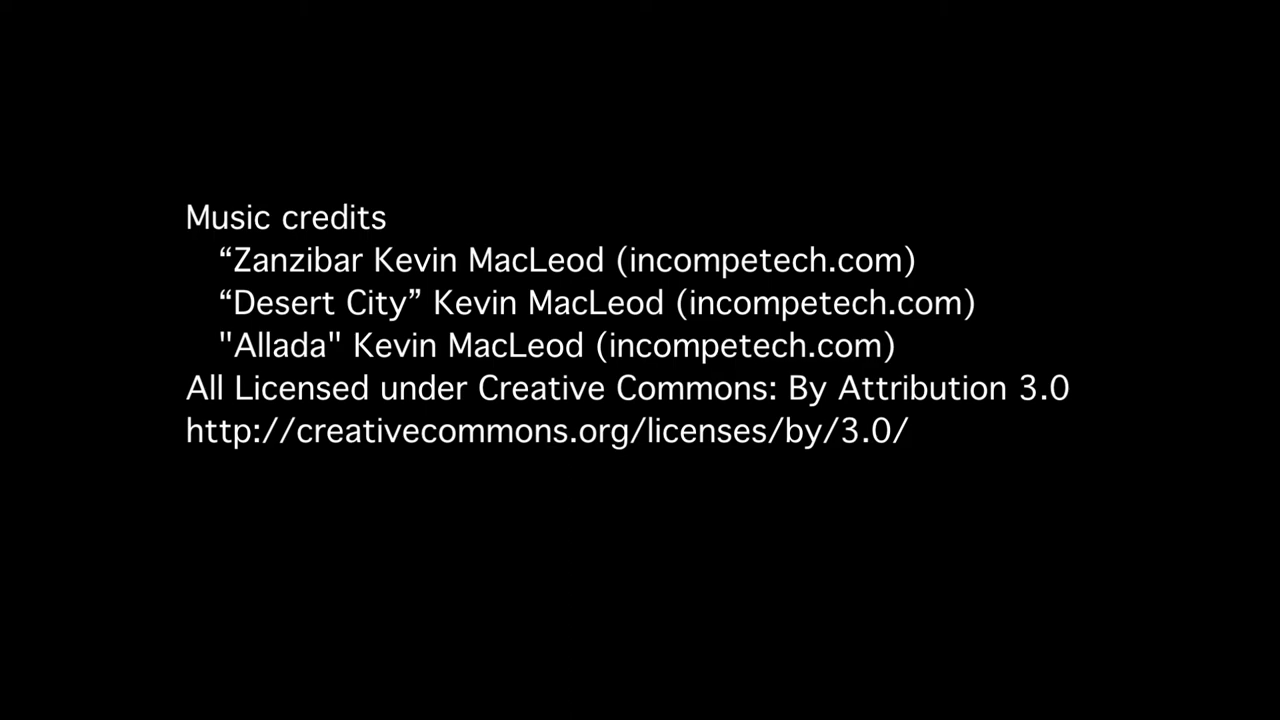 Music credits
“Zanzibar Kevin MacLeod (incompetech.com)
“Desert City” Kevin MacLeod (incompetech.com)
"Allada" Kevin MacLeod (incompetech.com)
All Licensed under Creative Commons: By Attribution 3.0
http://creativecommons.org/licenses/by/3.0/